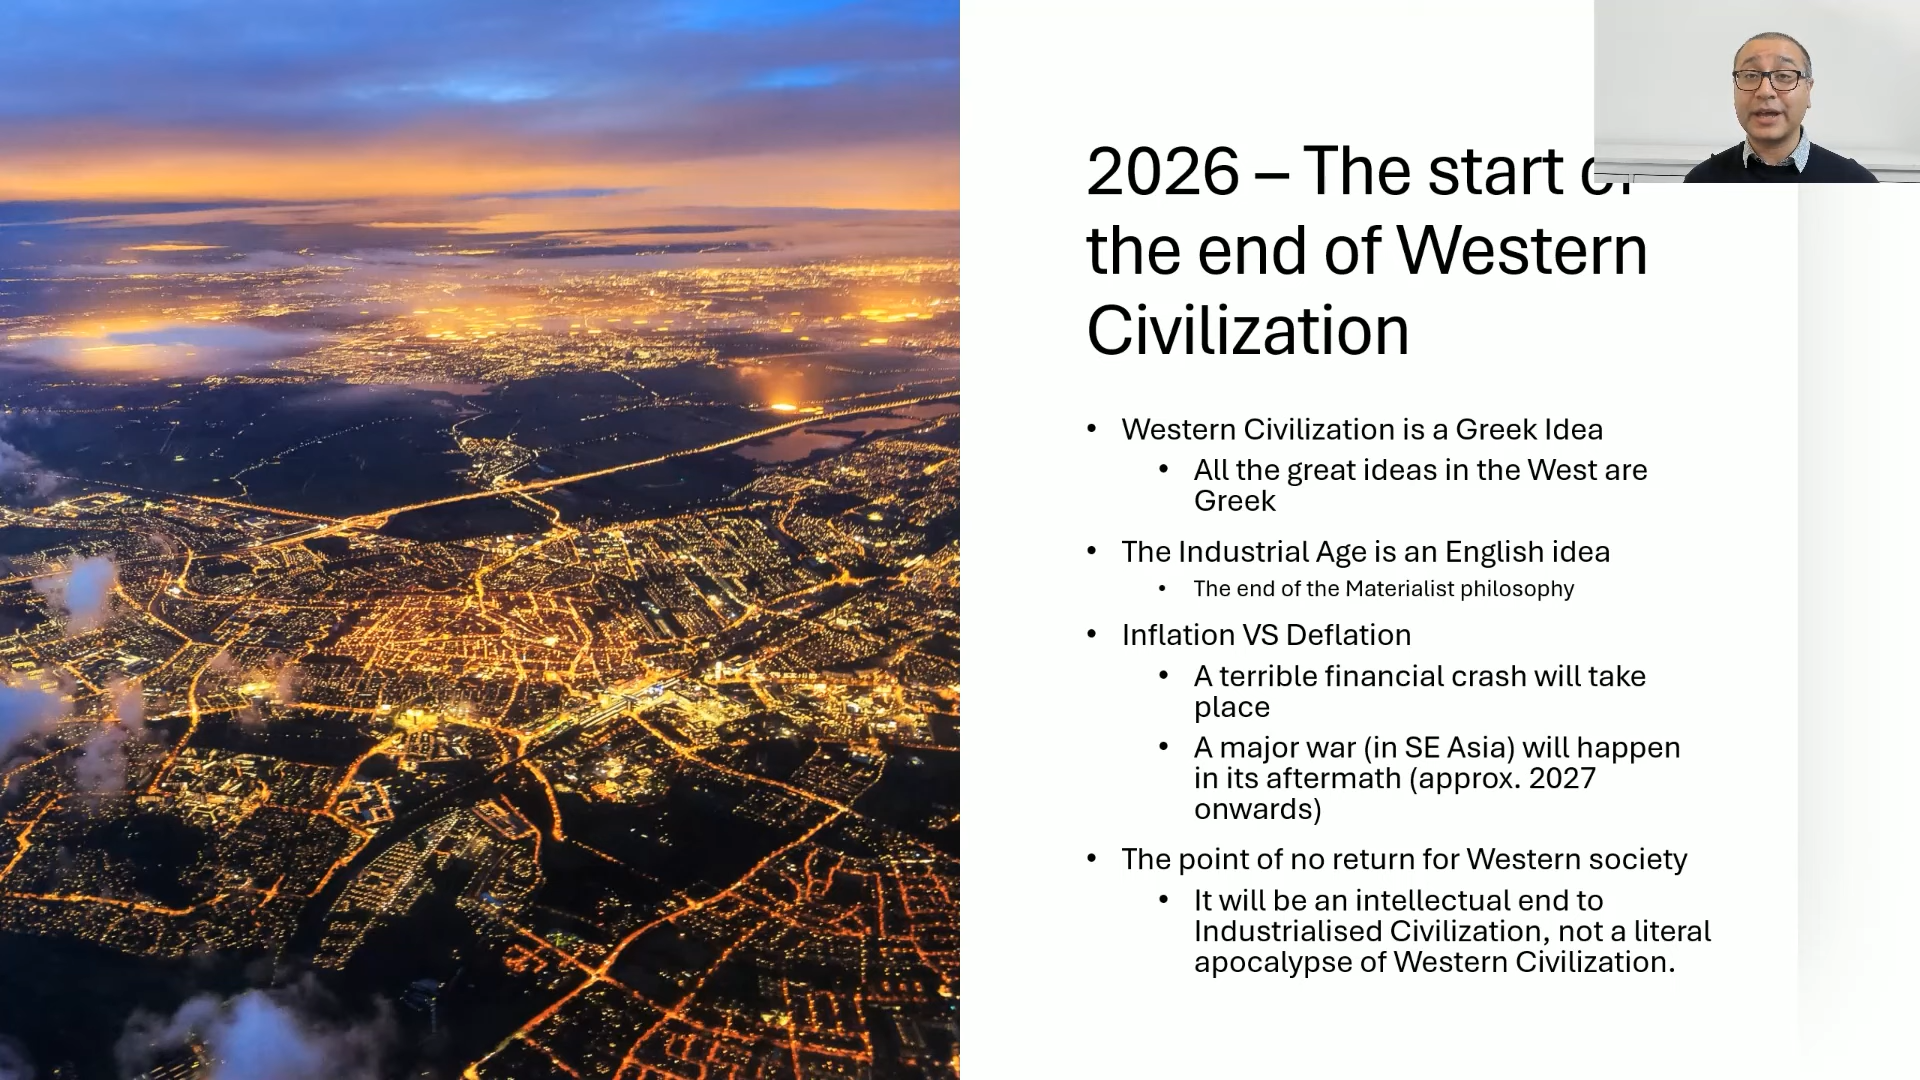 2026 – The start of
the end of Western
Civilization
• Western Civilization is a Greek Idea
• All the great ideas in the West are
Greek
• The Industrial Age is an English idea
• The end of the Materialist philosophy
• Inflation VS Deflation
• A terrible financial crash will take
place
• A major war (in SE Asia) will happen
in its aftermath (approx. 2027
onwards)
• The point of no return for Western society
• It will be an intellectual end to
Industrialised Civilization, not a literal
apocalypse of Western Civilization.